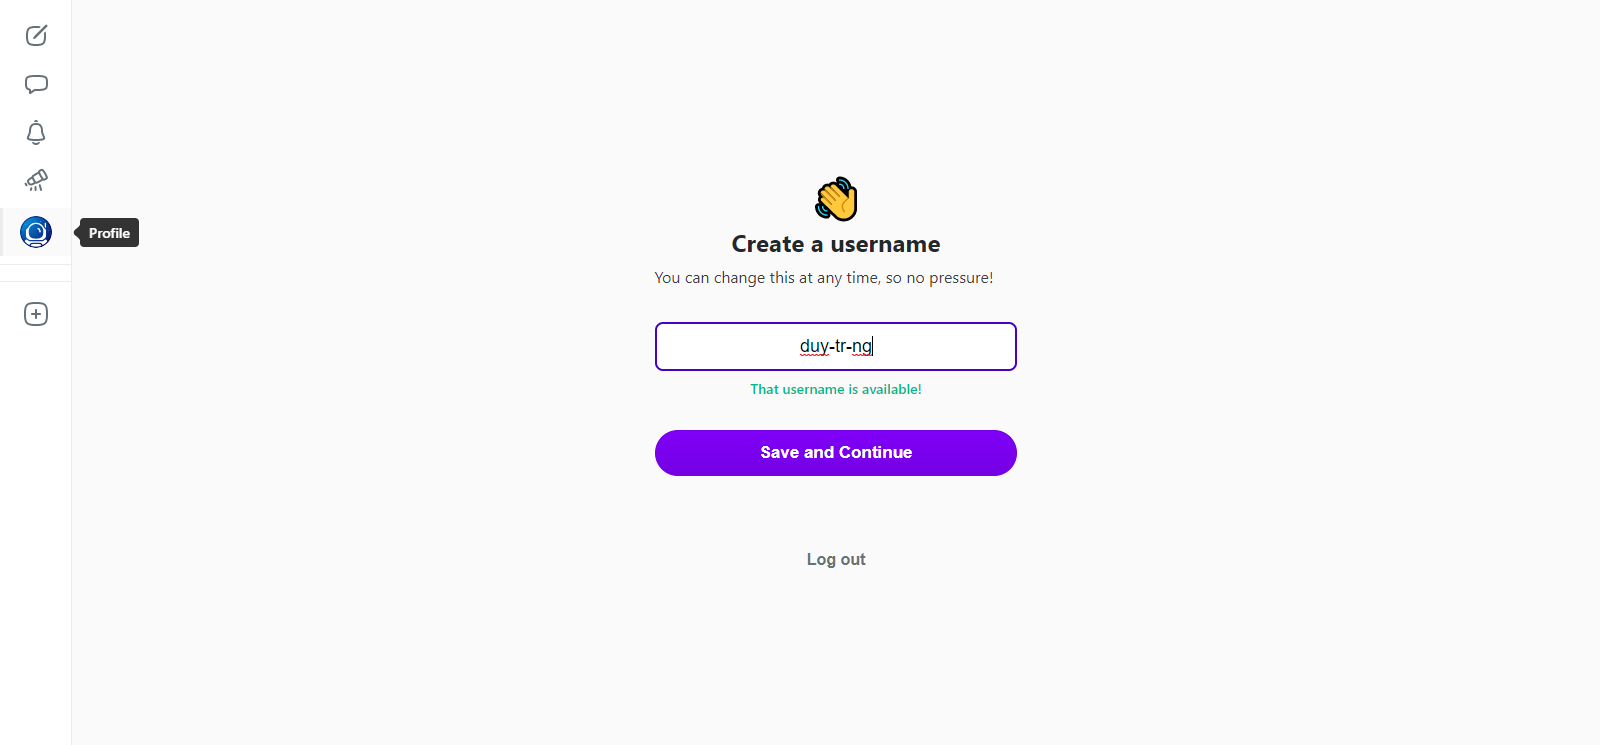 Profile
Create a username
You can change this at any time, so no pressure!
duy-tr-ng
That username is available!
Save and Continue
Log out